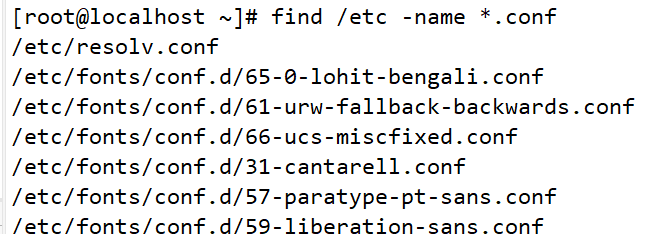 [root@localhost ~]# find /etc -name *.conf
/etc/resolv.conf
/etc/fonts/conf.d/65-0-lohit-bengali.conf
/etc/fonts/conf.d/61-urw-fallback-backwards.conf
/etc/fonts/conf.d/66-ucs-miscfixed.conf
/etc/fonts/conf.d/31-cantarell.conf
/etc/fonts/conf.d/57-paratype-pt-sans.conf
/etc/fonts/conf.d/59-liberation-sans.conf